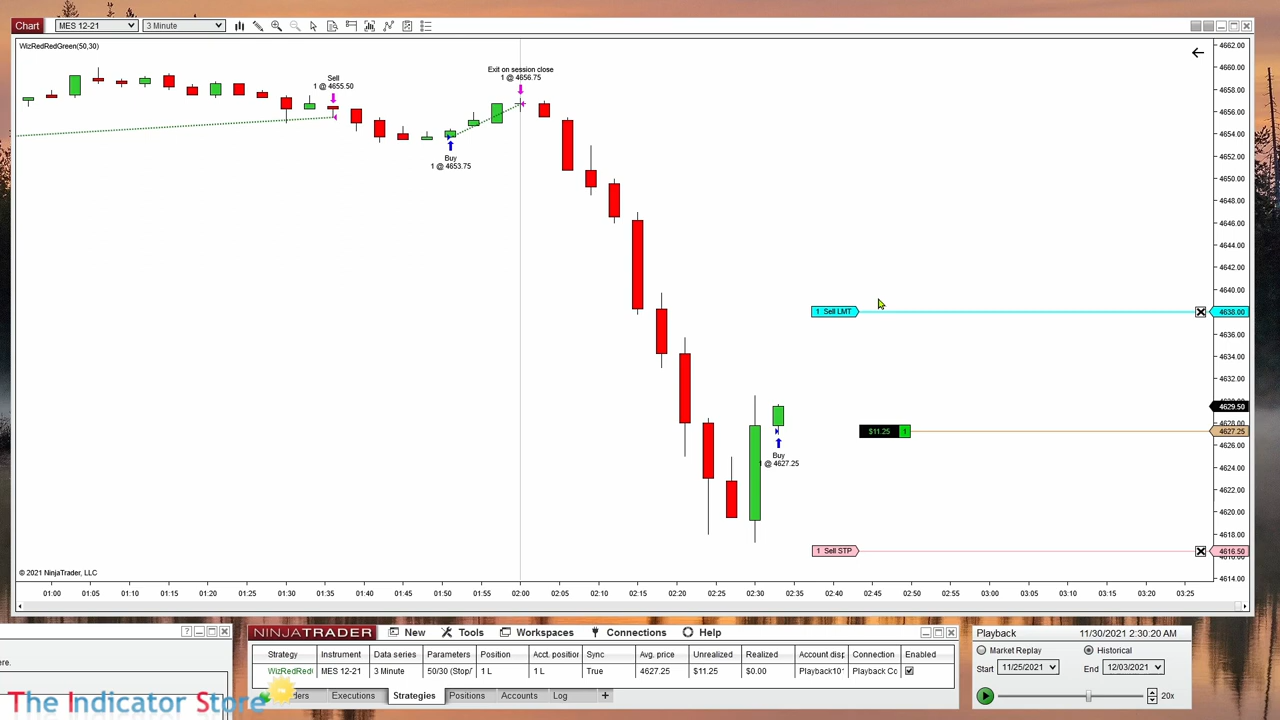 Chart
MES 12-21
3 Minute
WizRedRedGreen(50,30)
Sell
1 @ 4655.50
Exit on session close
1 @ 4656.75
Buy
1 @ 4653.75
Buy
1 @ 4627.25
1 Sell LMT
$11.25
1
1 Sell STP
4662.00
4660.00
4658.00
4656.00
4654.00
4652.00
4650.00
4648.00
4646.00
4644.00
4642.00
4640.00
4638.00
4636.00
4634.00
4632.00
4629.50
4628.00
4627.25
4626.00
4624.00
4622.00
4620.00
4618.00
4616.50
4614.00
© 2021 NinjaTrader, LLC
01:00 01:05 01:10 01:15 01:20 01:25 01:30 01:35 01:40 01:45 01:50 01:55 02:00 02:05 02:10 02:15 02:20 02:25 02:30 02:35 02:40 02:45 02:50 02:55 03:00 03:05 03:10 03:15 03:20 03:25
ere.
NINJATRADER New Tools Workspaces Connections Help
Strategy Instrument Data series Parameters Position Acct. position Sync Avg. price Unrealized Realized Account disp Connection Enabled
WizRedRed MES 12-21 3 Minute 50/30 (Stop/ 1 L 1 L True 4627.25 $11.25 $0.00 Playback10 Playback Cc
ders Executions Strategies Positions Accounts Log +
Playback 11/30/2021 2:30:20 AM
Market Replay Historical
Start 11/25/2021 End 12/03/2021
20x
The Indicator Store